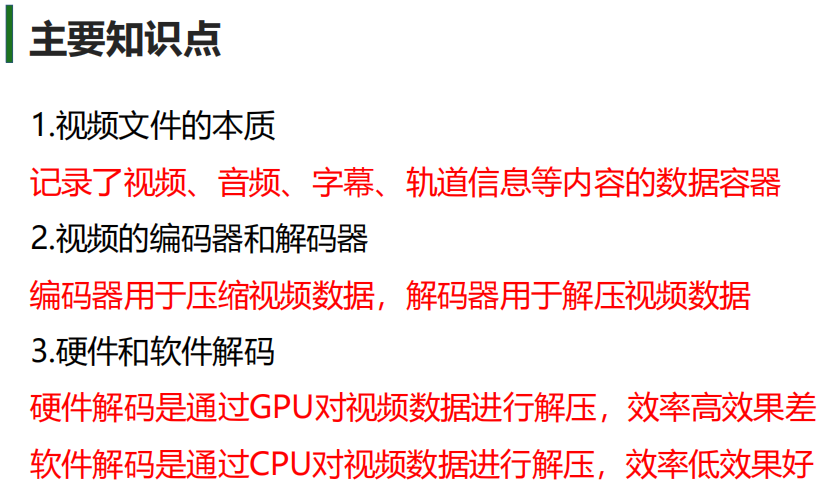 主要知识点
1.视频文件的本质
记录了视频、音频、字幕、轨道信息等内容的数据容器
2.视频的编码器和解码器
编码器用于压缩视频数据，解码器用于解压视频数据
3.硬件和软件解码
硬件解码是通过GPU对视频数据进行解压，效率高效果差
软件解码是通过CPU对视频数据进行解压，效率低效果好